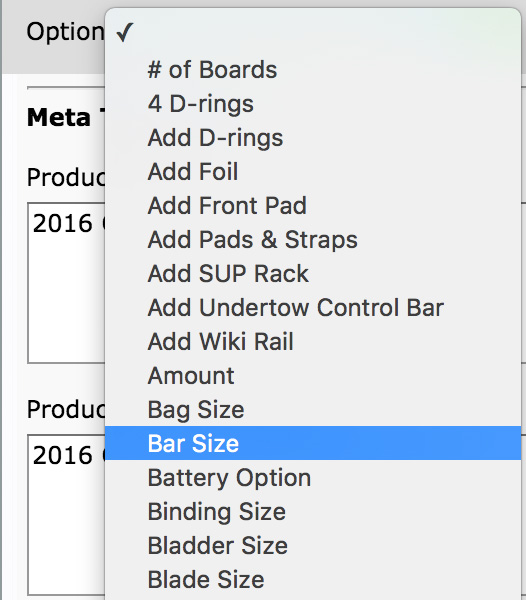 Option ✓
# of Boards
4 D-rings
Add D-rings
Add Foil
Add Front Pad
Add Pads & Straps
Add SUP Rack
Add Undertow Control Bar
Add Wiki Rail
Amount
Bag Size
Bar Size
Battery Option
Binding Size
Bladder Size
Blade Size
Meta
Produc
2016
Produc
2016